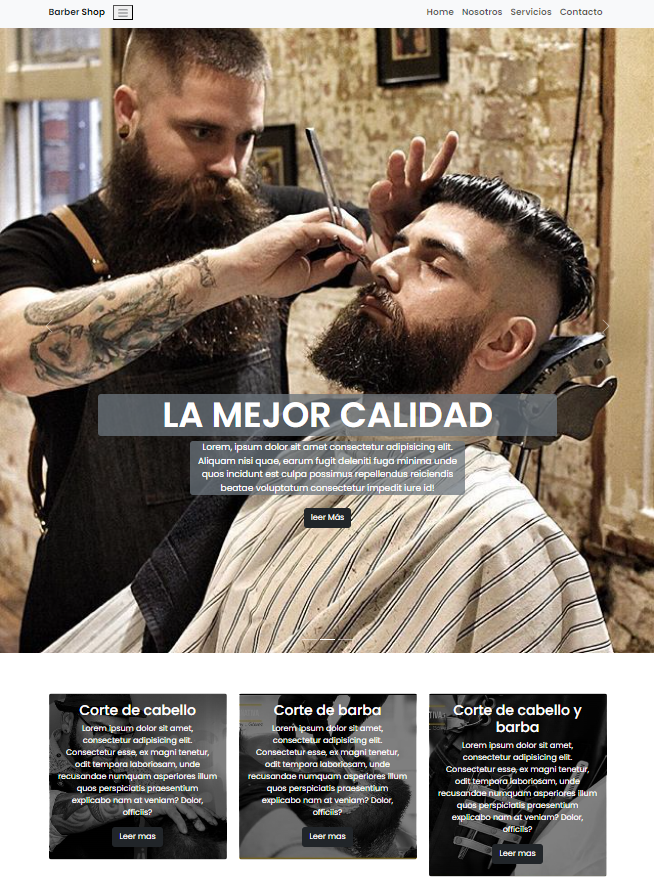 Barber Shop
Home Nosotros Servicios Contacto
LA MEJOR CALIDAD
Lorem, ipsum dolor sit amet consectetur adipisicing elit.
Aliquam nisi quae, earum fugit deleniti fuga minima unde
quos incidunt est culpa possimus repellendus reiciendis
beatae voluptatum consectetur impedit iure id!
leer Más
Corte de cabello
Lorem ipsum dolor sit amet,
consectetur adipisicing elit.
Consectetur esse, ex magni tenetur,
odit tempora laboriosam, unde
recusandae numquam asperiores illum
quos perspiciatis praesentium
explicabo nam at veniam? Dolor,
officiis?
Leer mas
Corte de barba
Lorem ipsum dolor sit amet,
consectetur adipisicing elit.
Consectetur esse, ex magni tenetur,
odit tempora laboriosam, unde
recusandae numquam asperiores illum
quos perspiciatis praesentium
explicabo nam at veniam? Dolor,
officiis?
Leer mas
Corte de cabello y
barba
Lorem ipsum dolor sit amet,
consectetur adipisicing elit.
Consectetur esse, ex magni tenetur,
odit tempora laboriosam, unde
recusandae numquam asperiores illum
quos perspiciatis praesentium
explicabo nam at veniam? Dolor,
officiis?
Leer mas